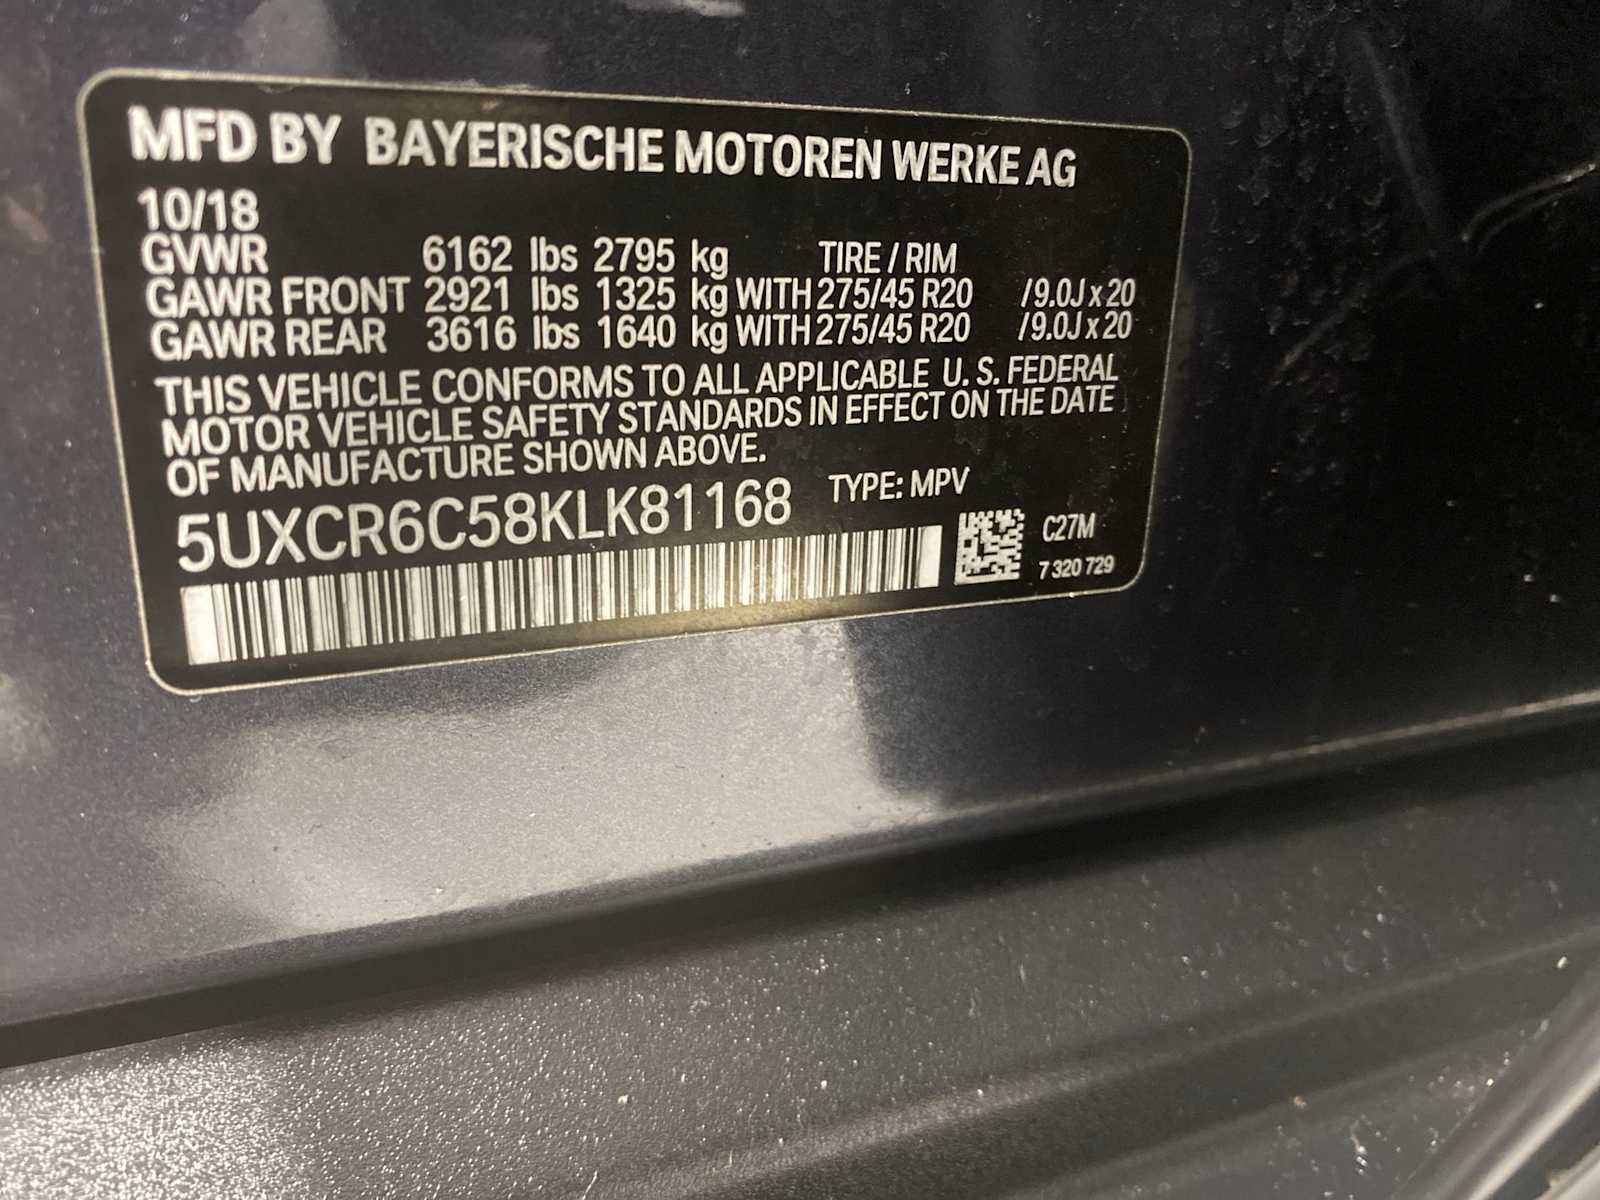 MFD BY BAYERISCHE MOTOREN WERKE AG
10/18
GVWR 6162 lbs 2795 kg TIRE / RIM
GAWR FRONT 2921 lbs 1325 kg WITH 275/45 R20 /9.0J x 20
GAWR REAR 3616 lbs 1640 kg WITH 275/45 R20 /9.0J x 20
THIS VEHICLE CONFORMS TO ALL APPLICABLE U. S. FEDERAL
MOTOR VEHICLE SAFETY STANDARDS IN EFFECT ON THE DATE
OF MANUFACTURE SHOWN ABOVE.
5UXCR6C58KLK81168 TYPE: MPV
C27M
7 320 729